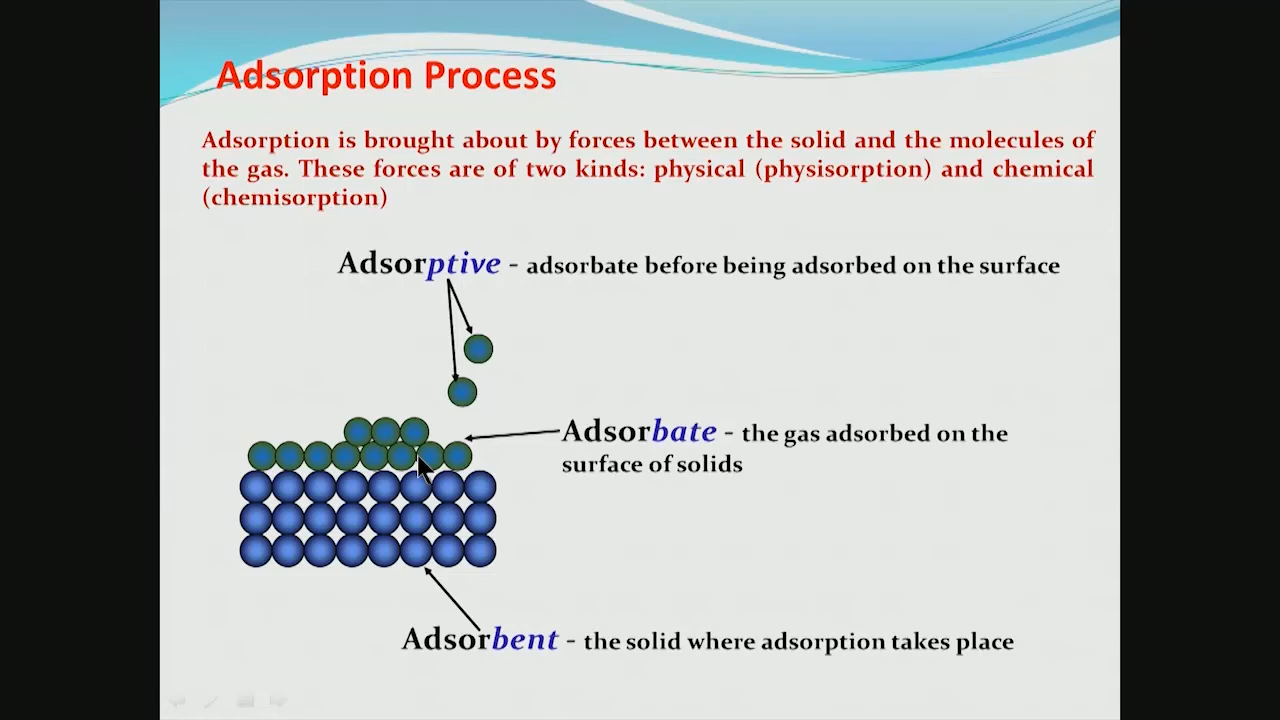 Adsorption Process
Adsorption is brought about by forces between the solid and the molecules of
the gas. These forces are of two kinds: physical (physisorption) and chemical
(chemisorption)
Adsorptive - adsorbate before being adsorbed on the surface
Adsorbate - the gas adsorbed on the
surface of solids
Adsorbent - the solid where adsorption takes place